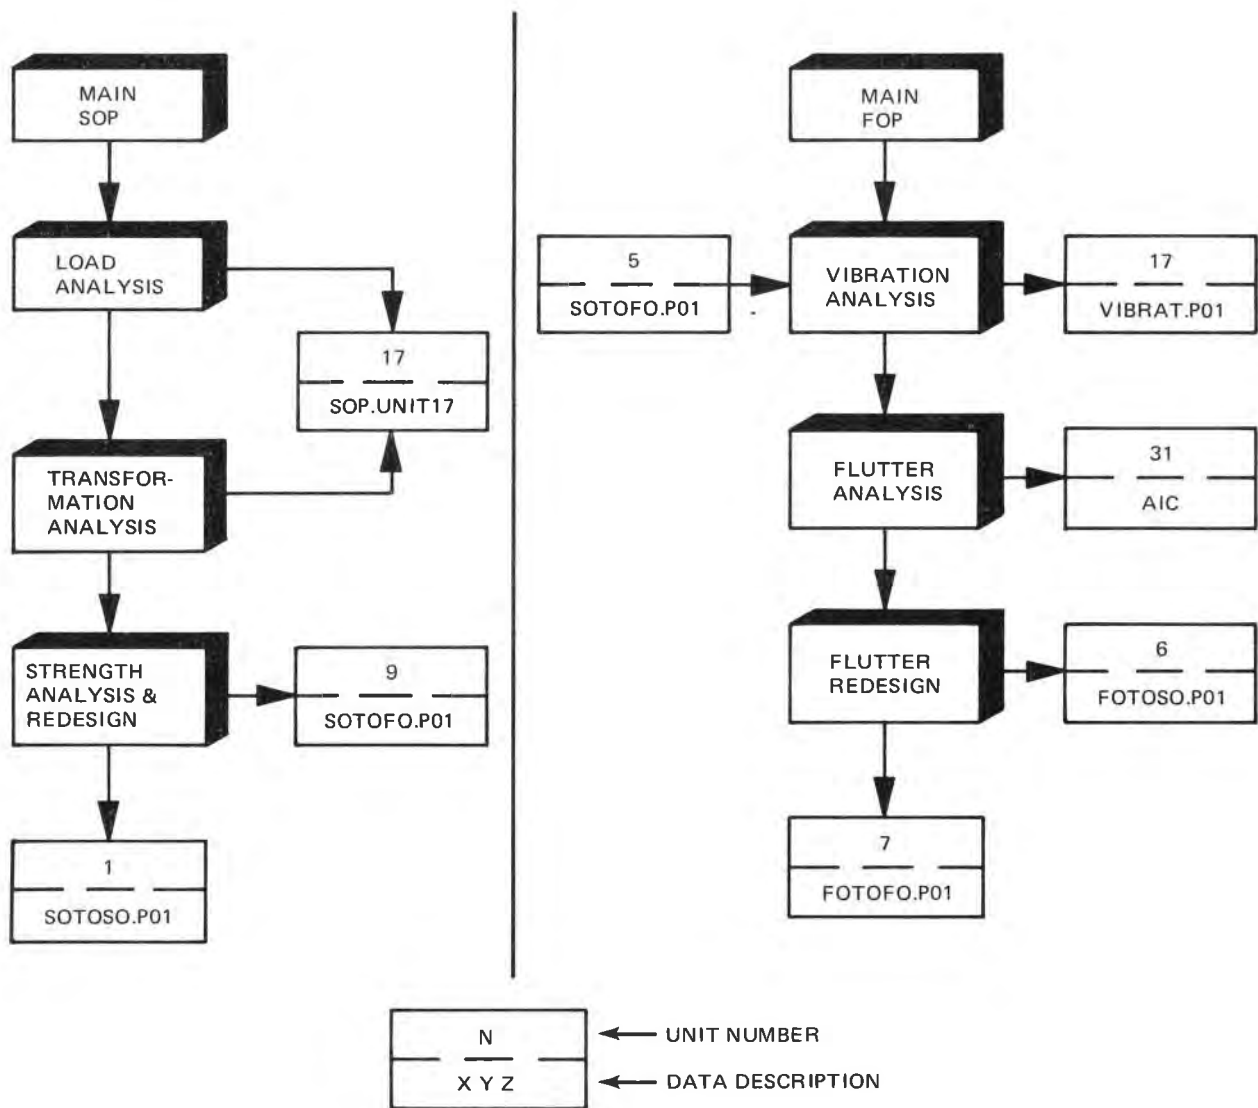 MAIN
SOP
LOAD
ANALYSIS
17
SOP.UNIT17
TRANSFOR-
MATION
ANALYSIS
STRENGTH
ANALYSIS &
REDESIGN
9
SOTOFO.P01
1
SOTOSO.P01
MAIN
FOP
5
SOTOFO.P01
VIBRATION
ANALYSIS
17
VIBRAT.P01
FLUTTER
ANALYSIS
31
AIC
FLUTTER
REDESIGN
6
FOTOSO.P01
7
FOTOFO.P01
N
UNIT NUMBER
X Y Z
DATA DESCRIPTION